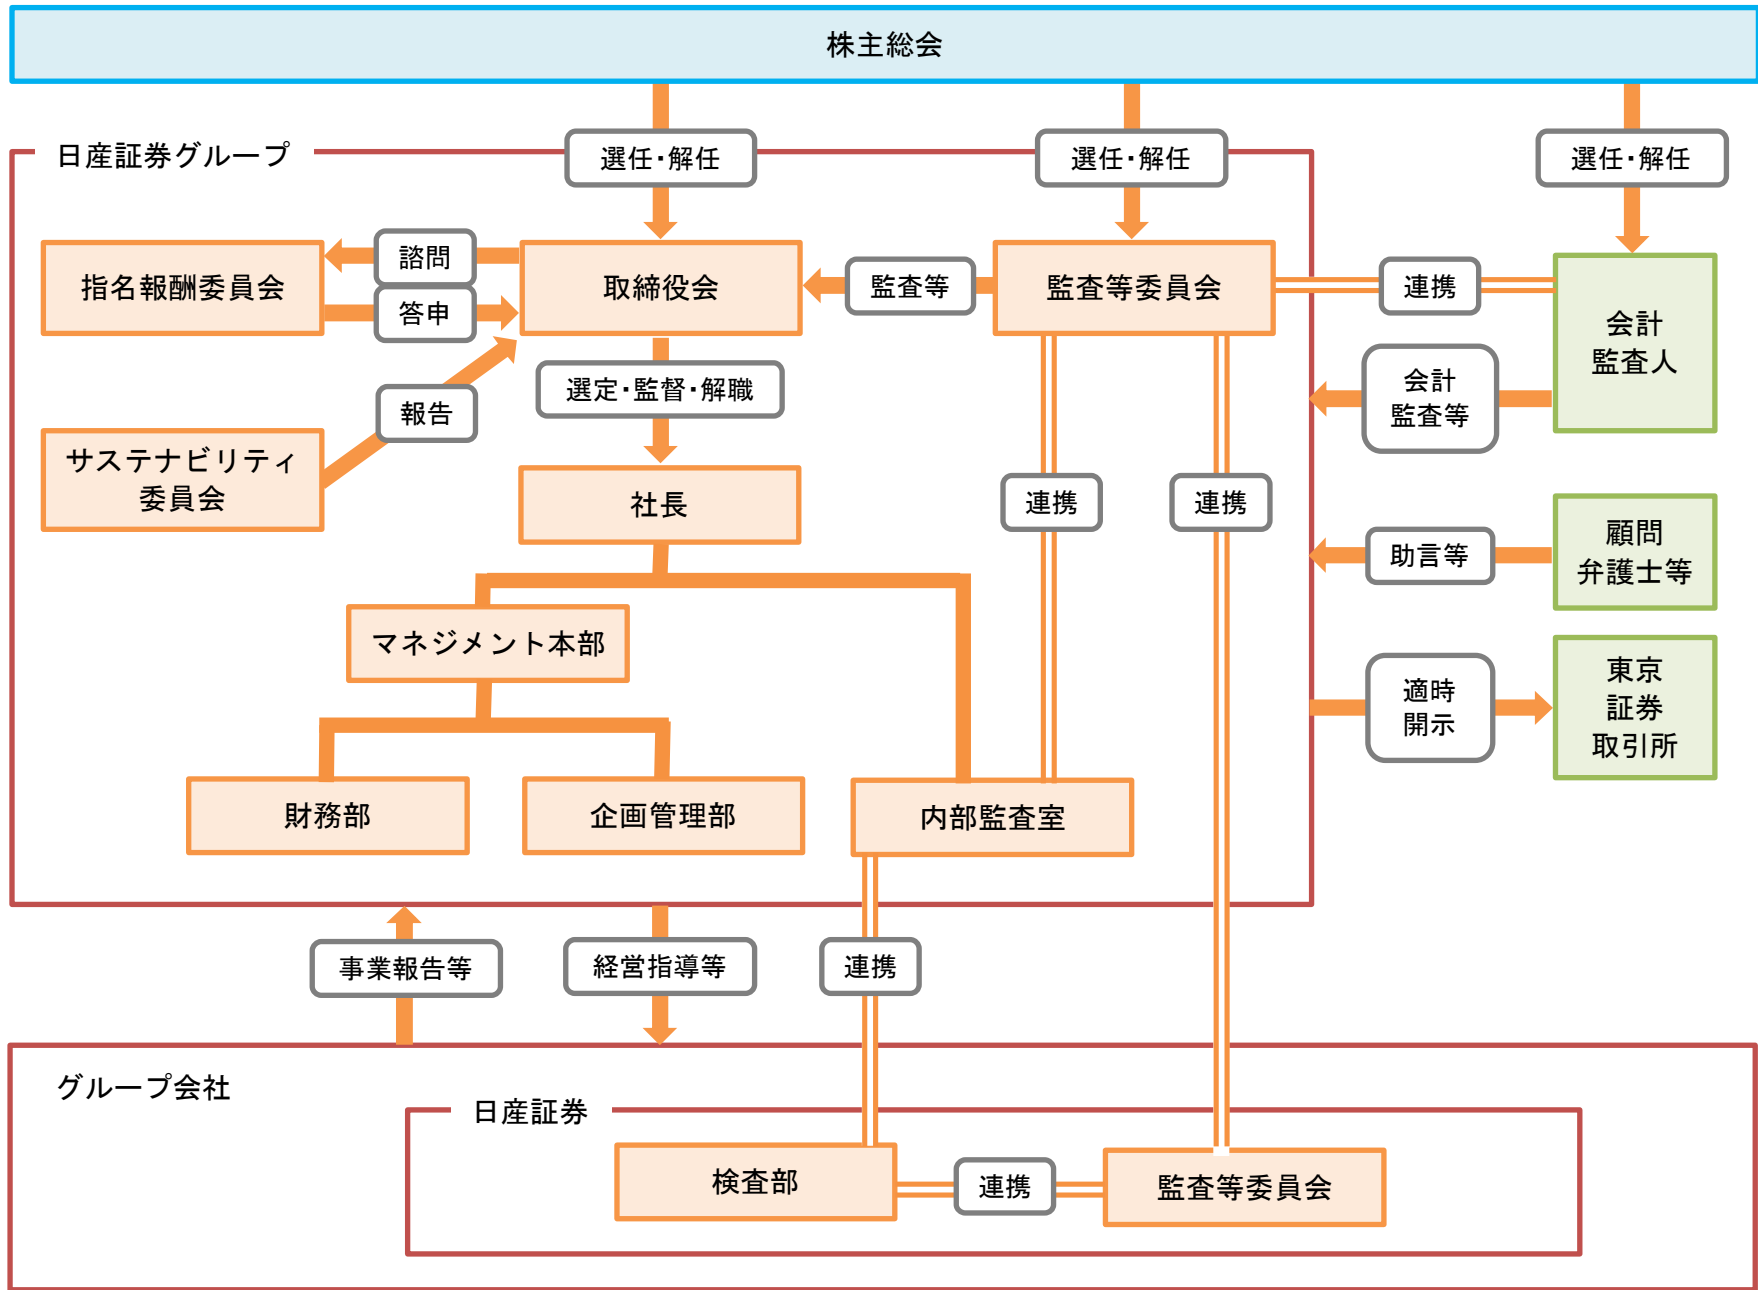 株主総会
選任・解任
選任・解任
選任・解任
日産証券グループ
諮問
指名報酬委員会
答申
取締役会
監査等
監査等委員会
連携
会計
監査人
選定・監督・解職
報告
会計
監査等
サステナビリティ
委員会
社長
連携
連携
助言等
顧問
弁護士等
マネジメント本部
適時
開示
東京
証券
取引所
財務部
企画管理部
内部監査室
事業報告等
経営指導等
連携
グループ会社
日産証券
検査部
連携
監査等委員会